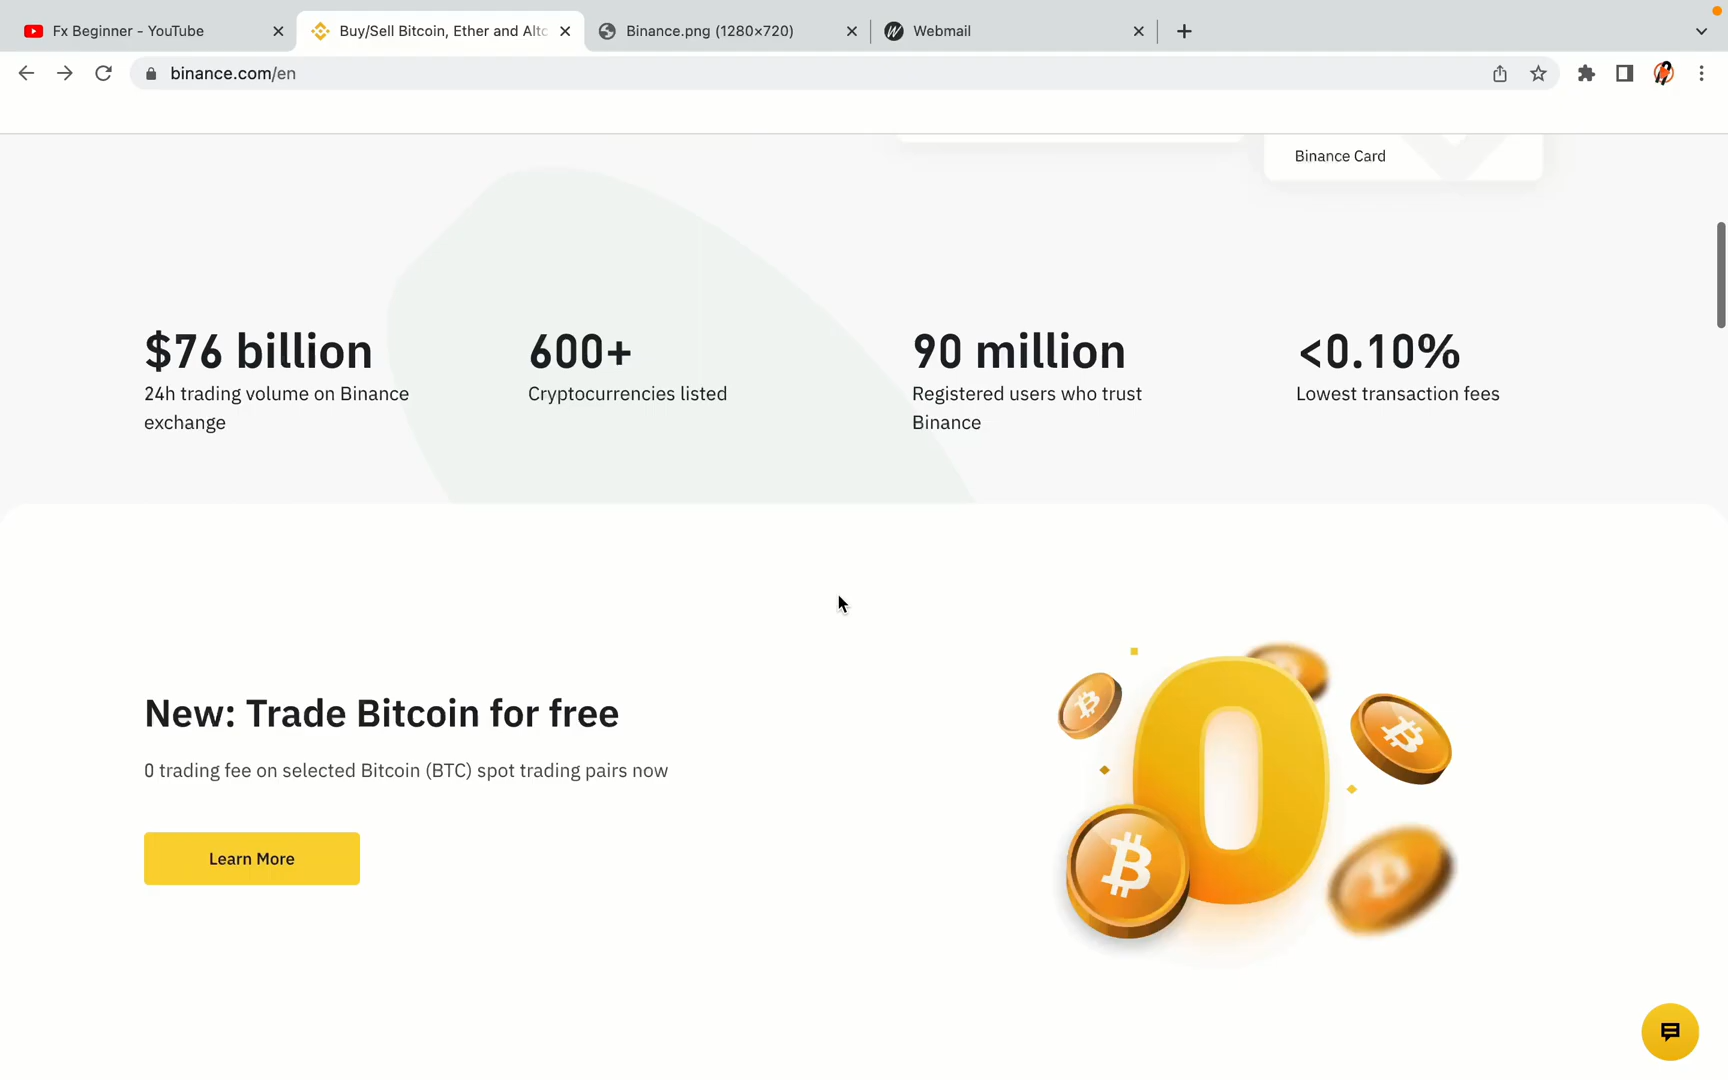 Fx Beginner - YouTube
Buy/Sell Bitcoin, Ether and Altc
Binance.png (1280×720)
Webmail
binance.com/en
Binance Card
$76 billion
24h trading volume on Binance
exchange
600+
Cryptocurrencies listed
90 million
Registered users who trust
Binance
<0.10%
Lowest transaction fees
New: Trade Bitcoin for free
0 trading fee on selected Bitcoin (BTC) spot trading pairs now
Learn More
0